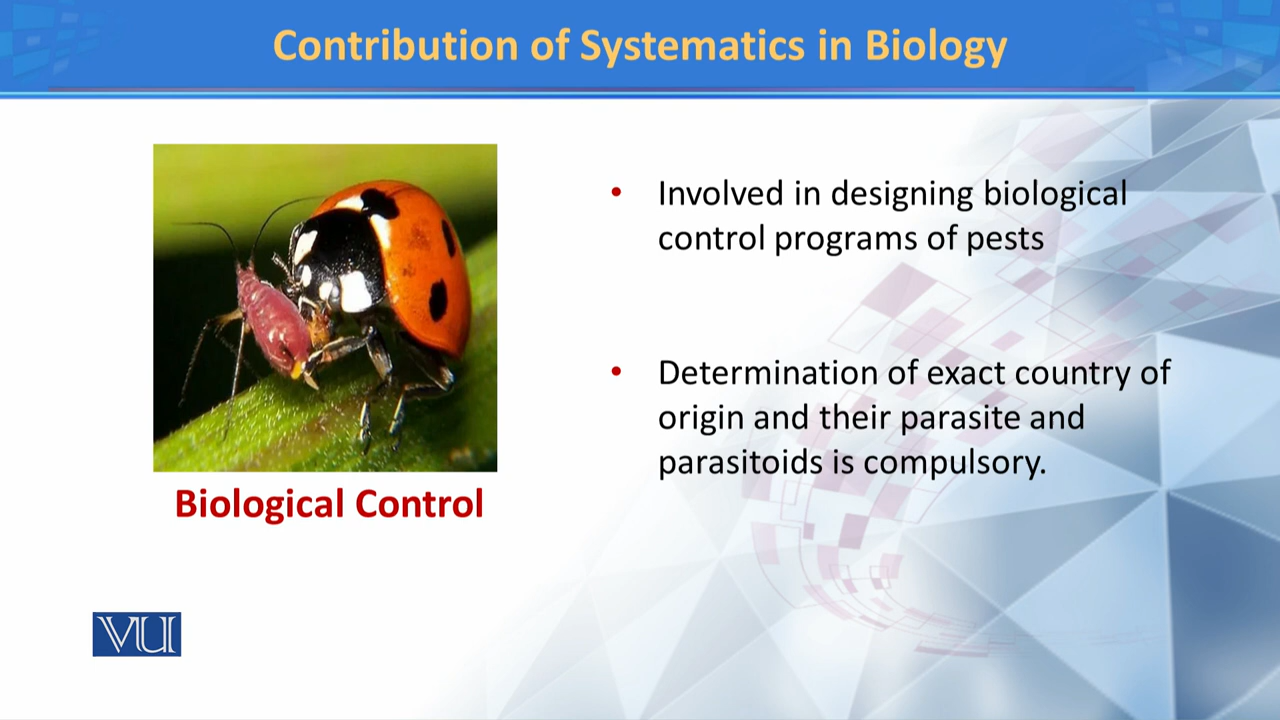 Contribution of Systematics in Biology
• Involved in designing biological
control programs of pests
• Determination of exact country of
origin and their parasite and
parasitoids is compulsory.
Biological Control
VU